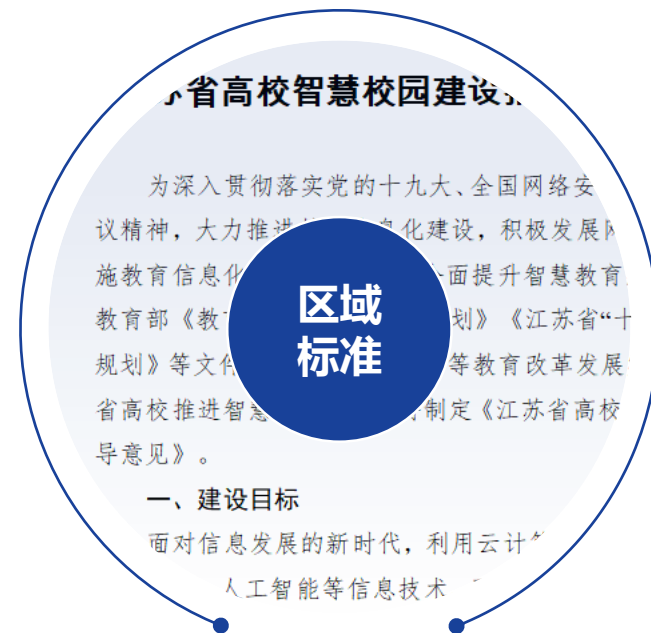 苏省高校智慧校园建设
为深入贯彻落实党的十九大、全国网络安
议精神，大力推进 息化建设，积极发展网
施教育信息化 全面提升智慧教育
教育部《教 划》《江苏省“十
规划》等文件 等教育改革发展
省高校推进智慧 制定《江苏省高校
导意见》。
区域
标准
一、建设目标
面对信息发展的新时代，利用云计算
人工智能等信息技术